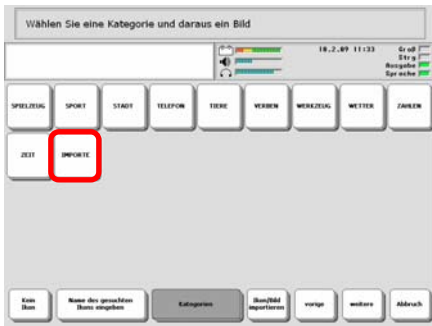 Wählen Sie eine Kategorie und daraus ein Bild
18.2.09 11:33
Groß
Strg
Ausgabe
Sprache
SPIELZEUG SPORT STADT TELEFON TIERE VERBEN WERKZEUG WETTER ZAHLEN
ZEIT IMPORTE
Kein Ikon
Name des gesuchten Ikons eingeben
Kategorien
Ikon/Bild importieren
vorige
weitere
Abbruch